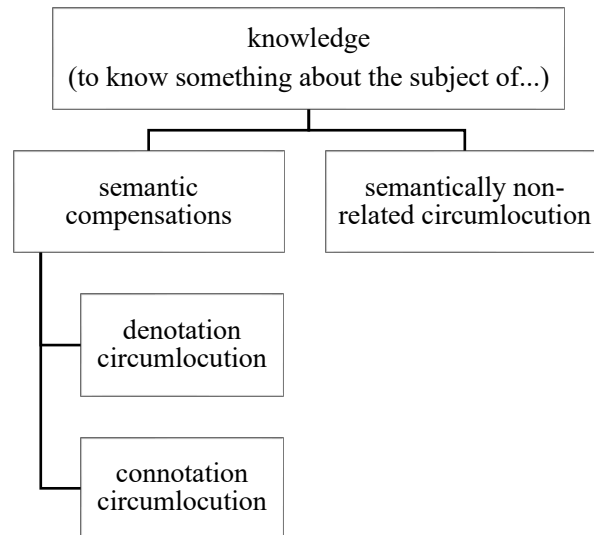 knowledge
(to know something about the subject of...)
semantic
compensations
semantically non-
related circumlocution
denotation
circumlocution
connotation
circumlocution